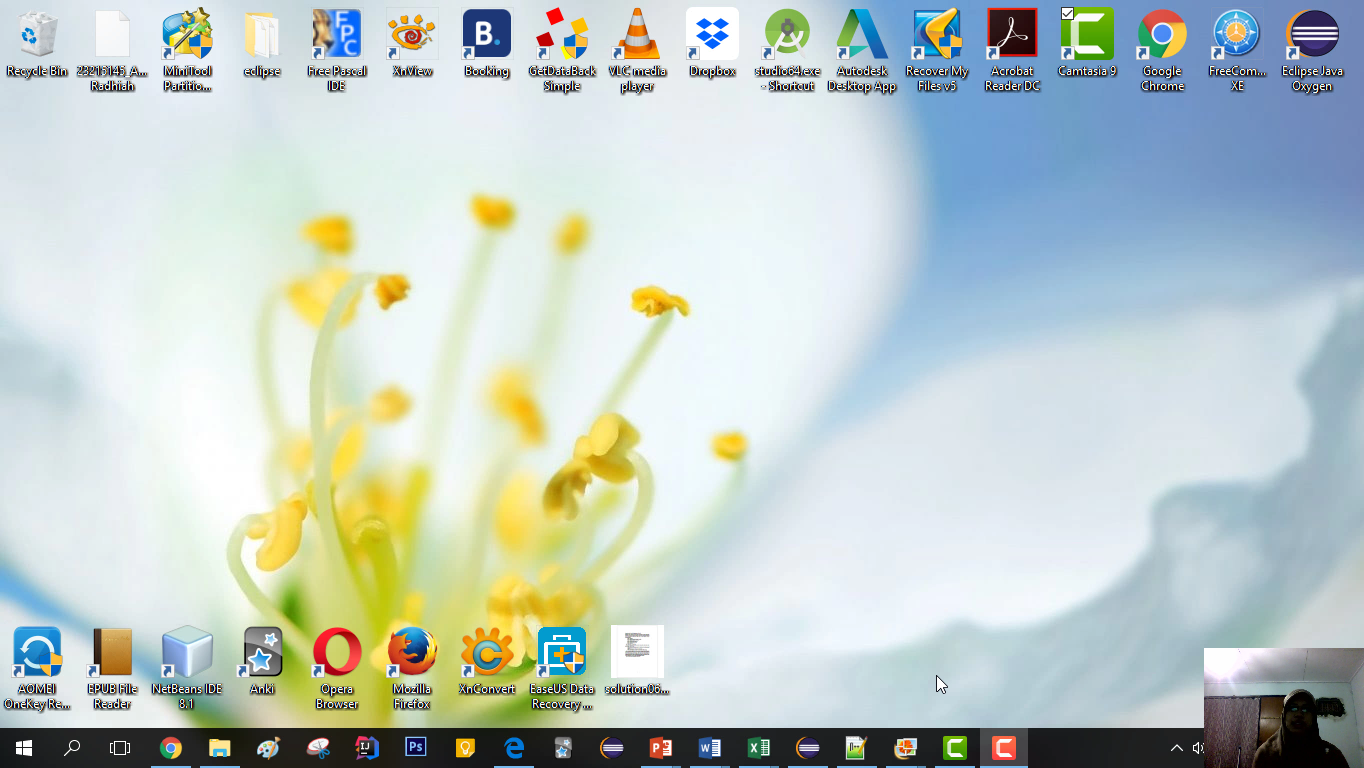 Recycle Bin
23215145_A...
Radhiah
MiniTool
Partitio...
eclipse
Free Pascal
IDE
XnView
B.
Booking
GetDataBack
Simple
VLC media
player
Dropbox
studio64.exe
- Shortcut
Autodesk
Desktop App
Recover My
Files v5
Acrobat
Reader DC
Camtasia 9
Google
Chrome
FreeCom...
XE
Eclipse Java
Oxygen
AOMEI
OneKey Re...
EPUB File
Reader
NetBeans IDE
8.1
Anki
Opera
Browser
Mozilla
Firefox
XnConvert
EaseUS Data
Recovery ...
solution06...